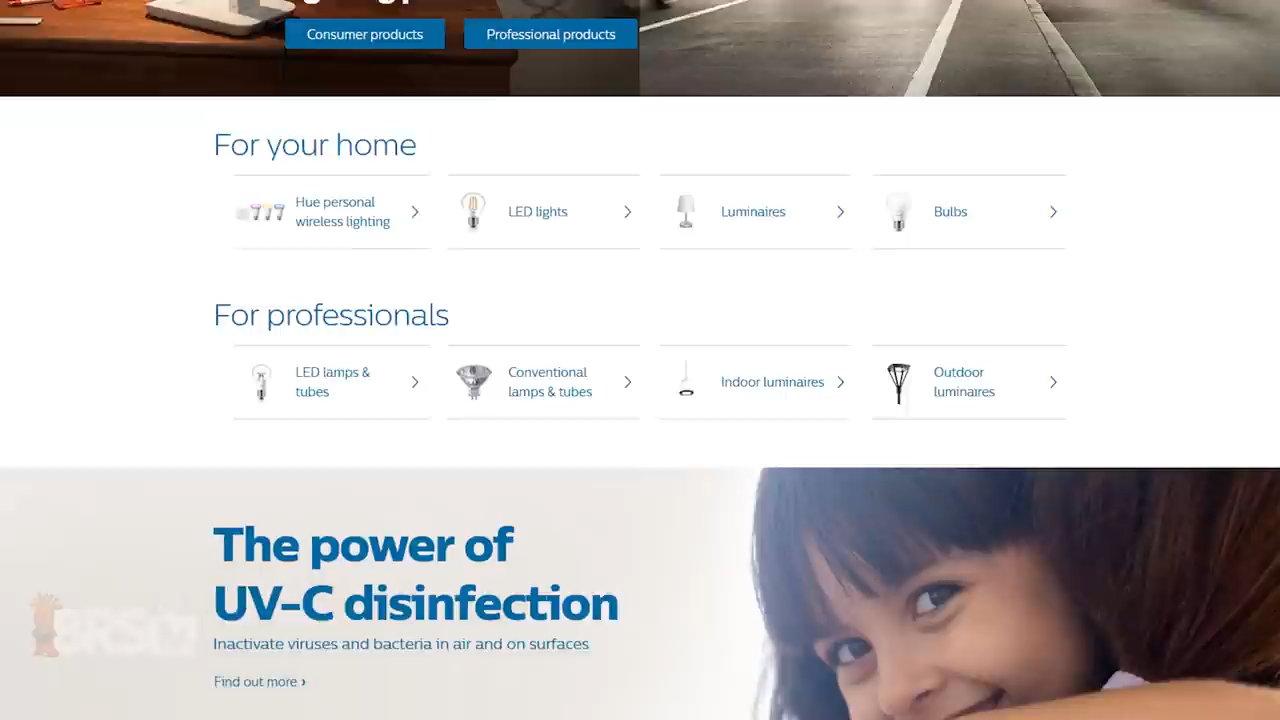 Consumer products
Professional products
For your home
Hue personal
wireless lighting
LED lights
Luminaires
Bulbs
For professionals
LED lamps &
tubes
Conventional
lamps & tubes
Indoor luminaires
Outdoor
luminaires
The power of
UV-C disinfection
BRStv
Inactivate viruses and bacteria in air and on surfaces
Find out more ›